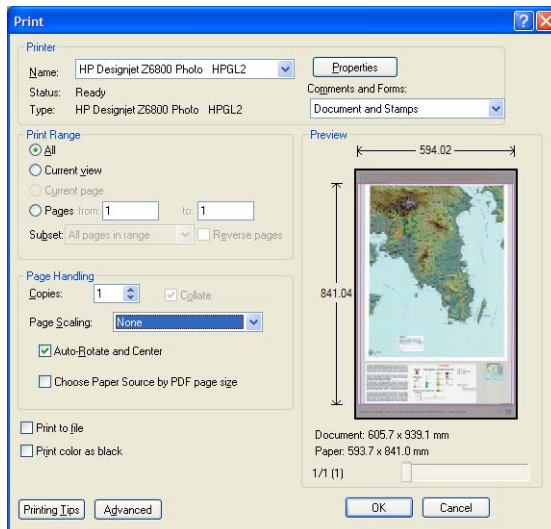 Print
Printer
Name: HP Designjet Z6800 Photo HPGL2
Properties
Status: Ready
Comments and Forms:
Type: HP Designjet Z6800 Photo HPGL2
Document and Stamps
Print Range
All
Current view
Current page
Pages from: 1 to: 1
Subset: All pages in range Reverse pages
Page Handling
Copies: 1 Collate
Page Scaling: None
Auto-Rotate and Center
Choose Paper Source by PDF page size
Print to file
Print color as black
Preview
594.02
841.04
Document: 605.7 x 939.1 mm
Paper: 593.7 x 841.0 mm
1/1 (1)
Printing Tips Advanced OK Cancel